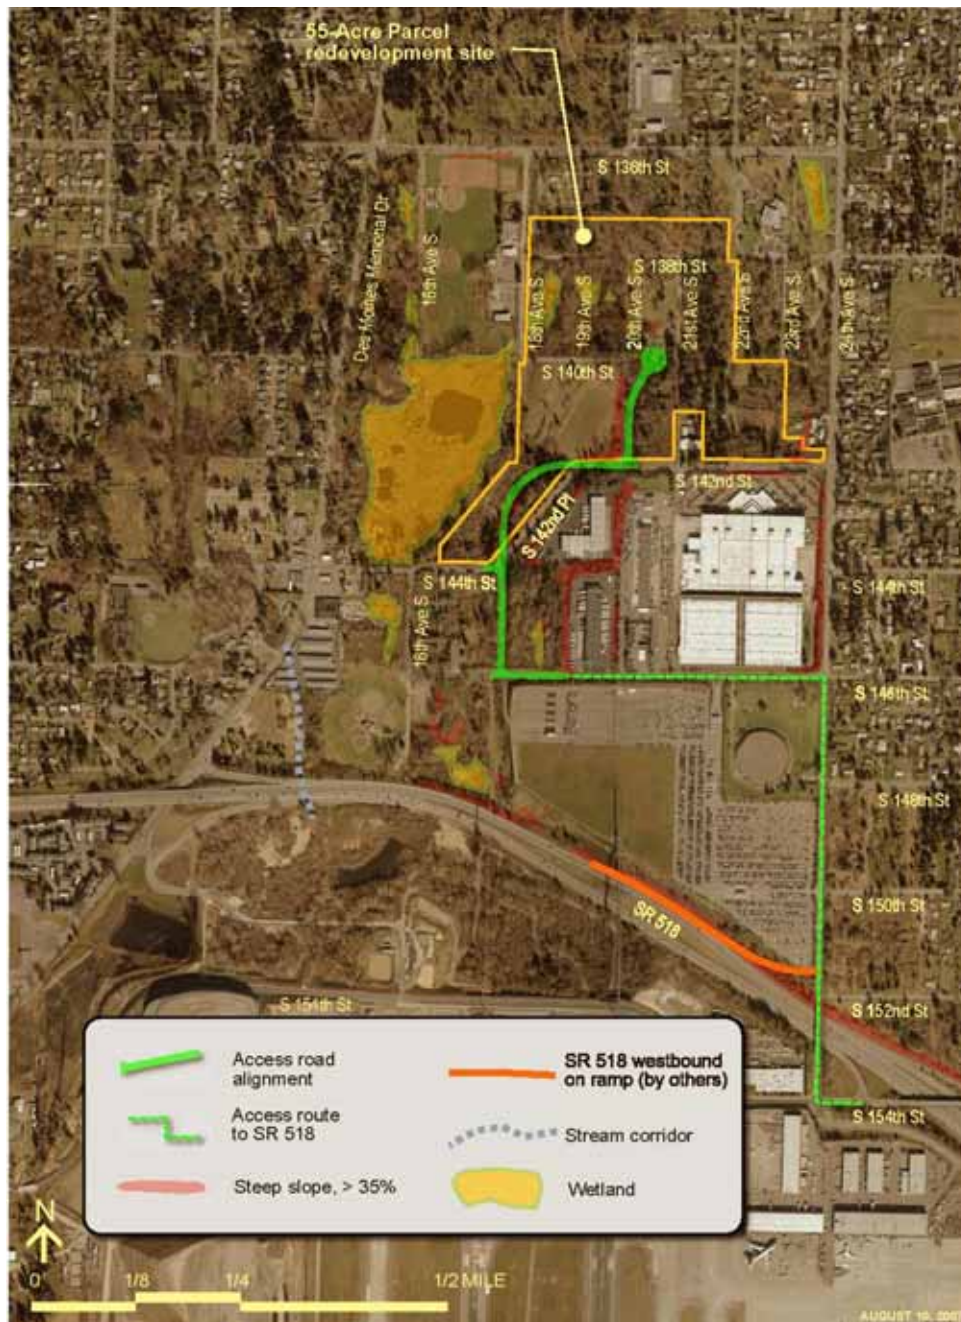 55-Acre Parcel
redevelopment site
S 136th St
Des Moines Memorial Dr
16th Ave S
S 138th St
18th Ave S
19th Ave S
20th Ave S
21st Ave S
23rd Ave S
24th Ave S
S 140th St
S 142nd St
S 142nd Pl
S 144th St
16th Ave S
S 144th St
S 146th St
S 148th St
S 150th St
SR 518
S 152nd St
S 154th St
S 154th St
Access road
alignment
SR 518 westbound
on ramp (by others)
Access route
to SR 518
Stream corridor
Steep slope, > 35%
Wetland
N
0 1/8 1/4 1/2 MILE